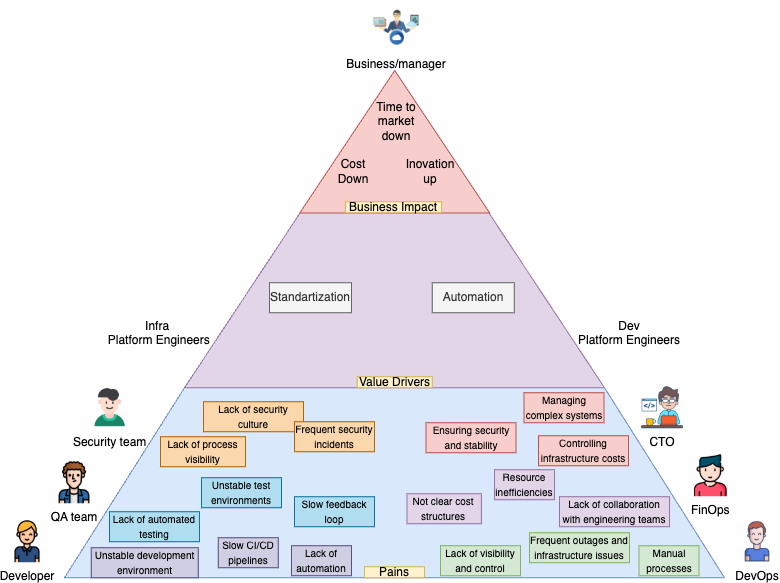 Business/manager
Time to
market
down
Cost
Down
Inovation
up
Business Impact
Standartization
Automation
Infra
Platform Engineers
Dev
Platform Engineers
Value Drivers
Security team
Lack of security
culture
Frequent security
incidents
Lack of process
visibility
Managing
complex systems
Ensuring security
and stability
Controlling
infrastructure costs
CTO
QA team
Unstable test
environments
Slow feedback
loop
Lack of automated
testing
Resource
inefficiencies
Not clear cost
structures
Lack of collaboration
with engineering teams
FinOps
Developer
Unstable development
environment
Slow CI/CD
pipelines
Lack of
automation
Pains
Lack of visibility
and control
Frequent outages and
infrastructure issues
Manual
processes
DevOps